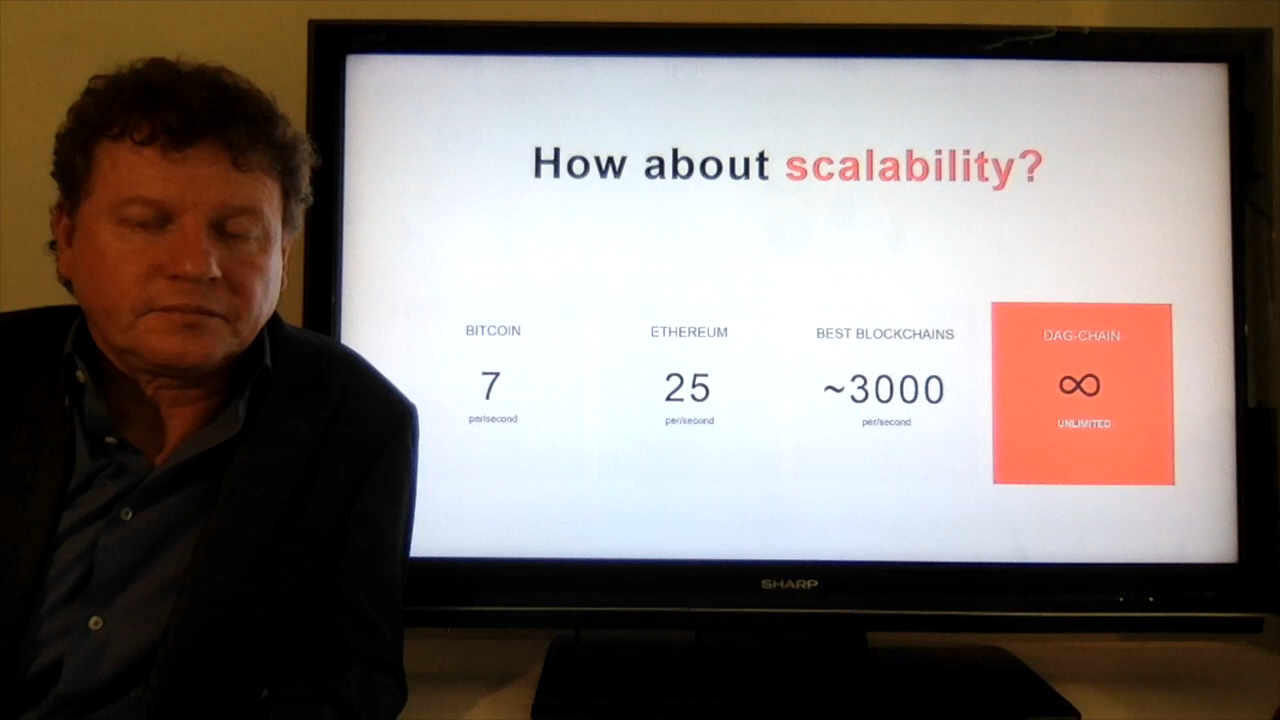 How about scalability?
BITCOIN
7
per/second
ETHEREUM
25
per/second
BEST BLOCKCHAINS
~3000
per/second
DAG-CHAIN
∞
UNLIMITED
SHARP